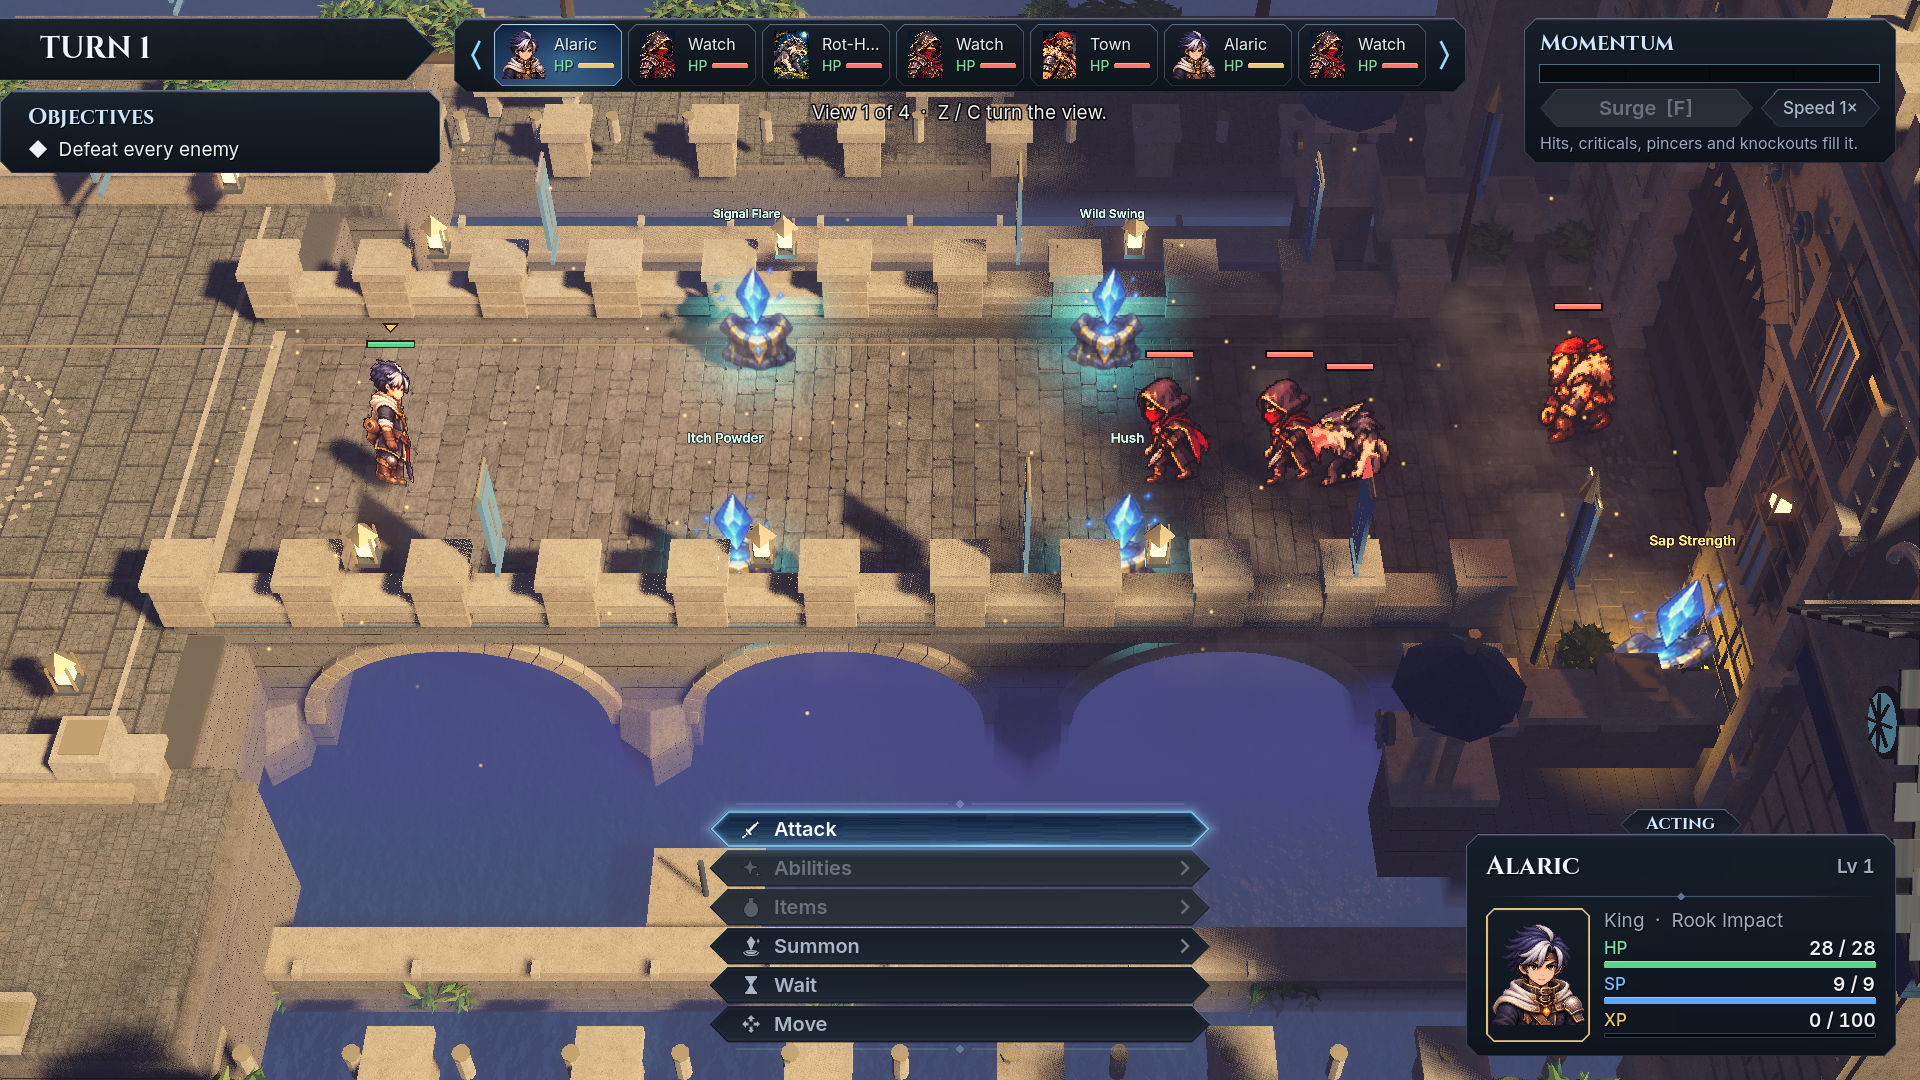 TURN 1
OBJECTIVES
Defeat every enemy
Alaric
HP
Watch
HP
Rot-H...
HP
Watch
HP
Town
HP
Alaric
HP
Watch
HP
View 1 of 4 · Z / C turn the view.
MOMENTUM
Surge [F]
Speed 1×
Hits, criticals, pincers and knockouts fill it.
Signal Flare
Wild Swing
Itch Powder
Hush
Sap Strength
Attack
Abilities
Items
Summon
Wait
Move
ACTING
ALARIC
Lv 1
King · Rook Impact
HP 28 / 28
SP 9 / 9
XP 0 / 100